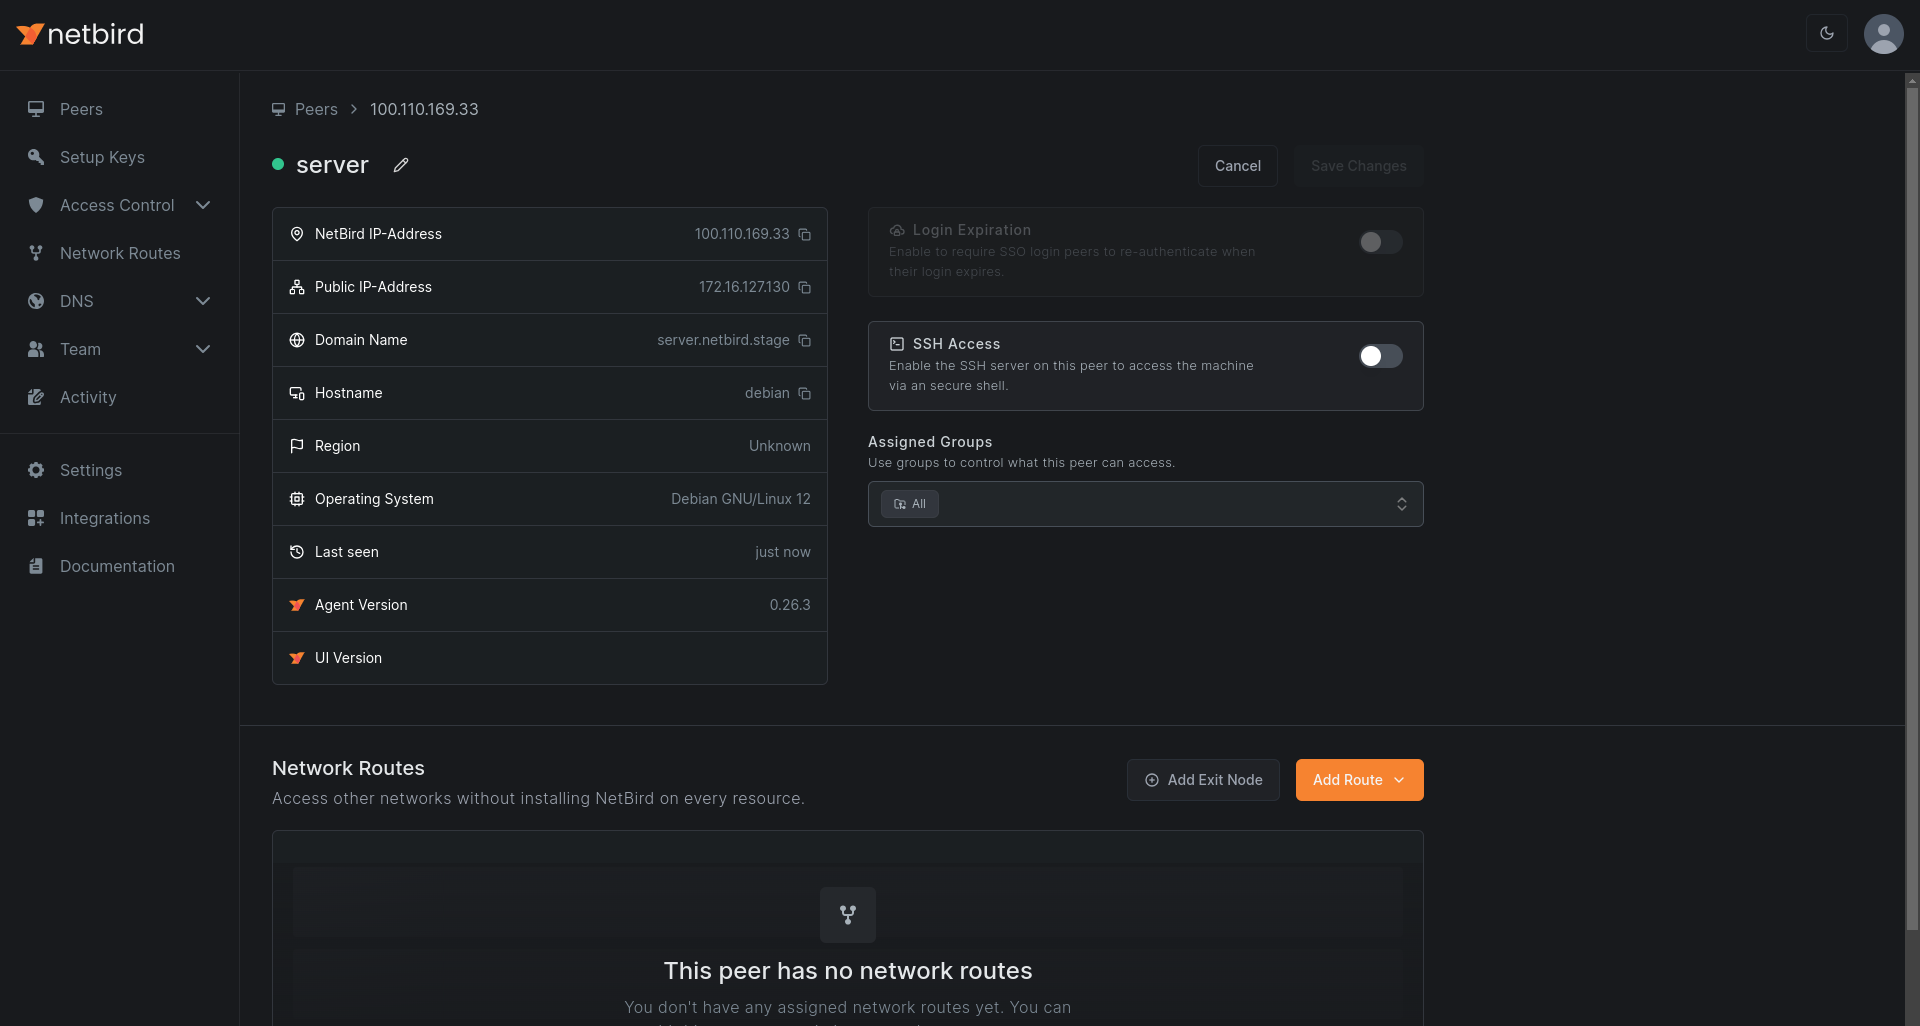 netbird
Peers
Setup Keys
Access Control
Network Routes
DNS
Team
Activity
Settings
Integrations
Documentation
Peers > 100.110.169.33
server
Cancel
Save Changes
NetBird IP-Address 100.110.169.33
Public IP-Address 172.16.127.130
Domain Name server.netbird.stage
Hostname debian
Region Unknown
Operating System Debian GNU/Linux 12
Last seen just now
Agent Version 0.26.3
UI Version
Login Expiration
Enable to require SSO login peers to re-authenticate when
their login expires.
SSH Access
Enable the SSH server on this peer to access the machine
via an secure shell.
Assigned Groups
Use groups to control what this peer can access.
All
Network Routes
Access other networks without installing NetBird on every resource.
Add Exit Node
Add Route
This peer has no network routes
You don't have any assigned network routes yet. You can